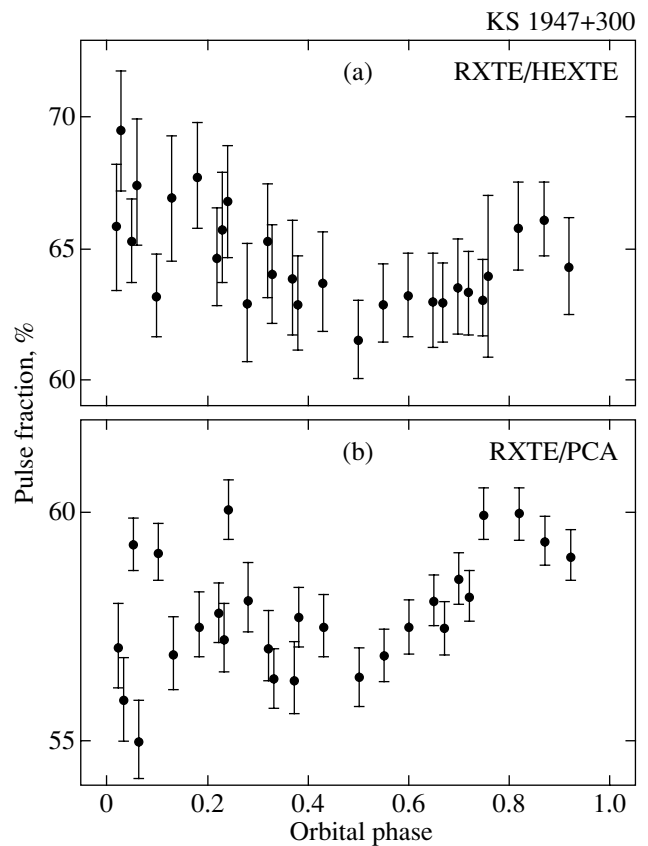 KS 1947+300
(a)
RXTE/HEXTE
70
65
60
Pulse fraction, %
(b)
RXTE/PCA
60
55
0 0.2 0.4 0.6 0.8 1.0
Orbital phase